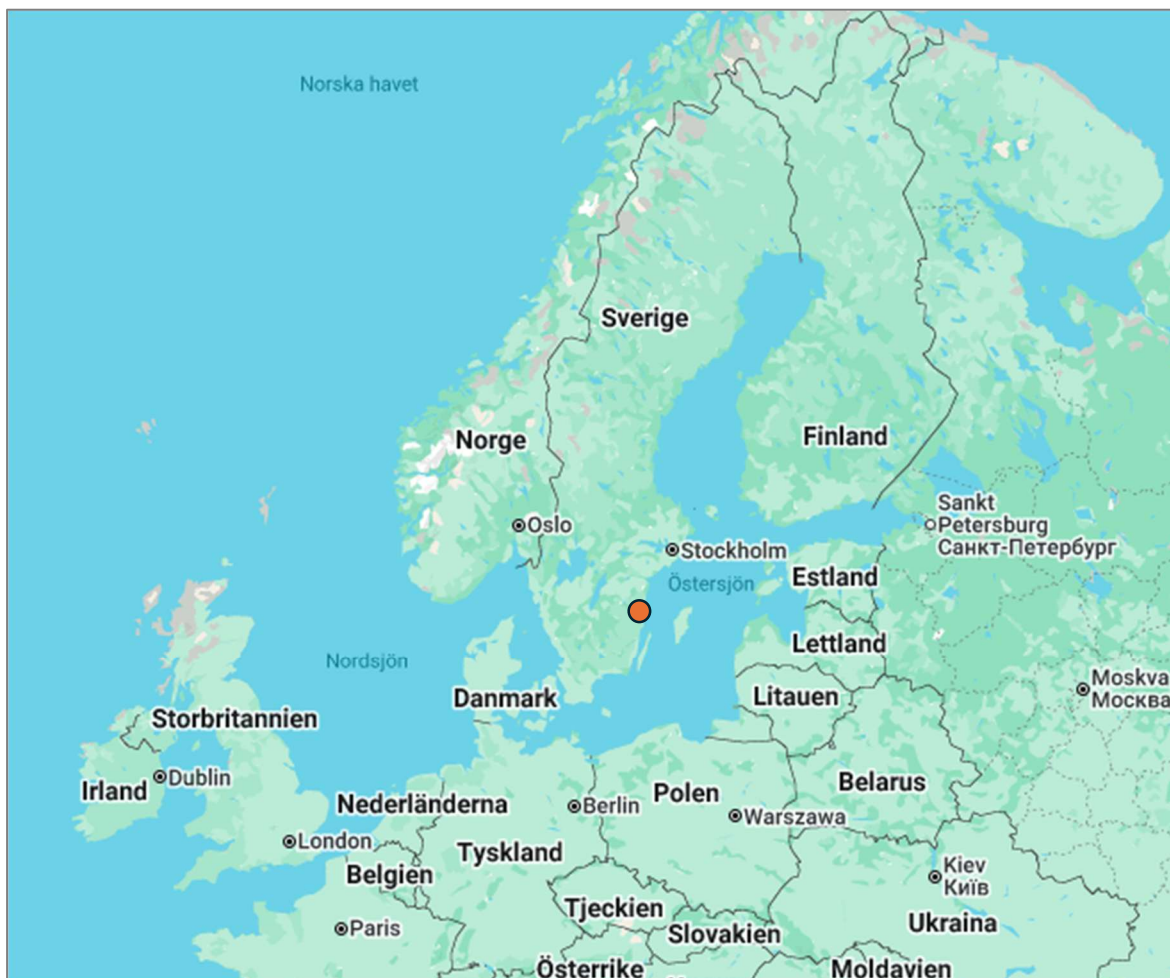 Norska havet
Sverige
Norge
Finland
Oslo
Sankt
Petersburg
Санкт-Петербург
Stockholm
Estland
Östersjön
Lettland
Nordsjön
Moskva
Москва
Danmark
Litauen
Storbritannien
Dublin
Irland
Belarus
Polen
Nederländerna
Berlin
Warszawa
London
Tyskland
Kiev
Київ
Belgien
Tjeckien
Ukraina
Paris
Slovakien
Österrike
Moldavien